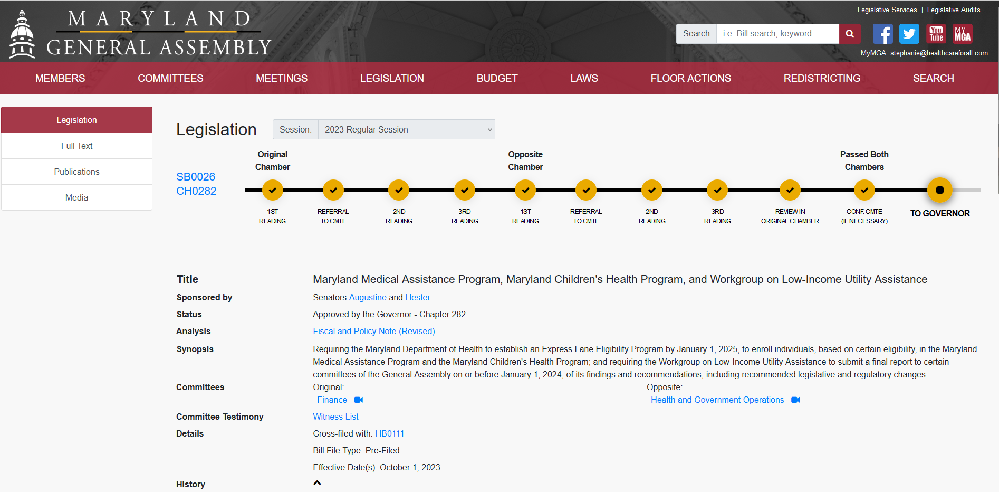 Legislative Services | Legislative Audits
MARYLAND
GENERAL ASSEMBLY
Search i.e. Bill search, keyword
You Tube
MY MGA
MyMGA: stephanie@healthcareforall.com
MEMBERS COMMITTEES MEETINGS LEGISLATION BUDGET LAWS FLOOR ACTIONS REDISTRICTING SEARCH
Legislation
Full Text
Publications
Media
Legislation Session: 2023 Regular Session
Original Chamber
Opposite Chamber
Passed Both Chambers
SB0026
CH0282
1ST READING
REFERRAL TO CMTE
2ND READING
3RD READING
1ST READING
REFERRAL TO CMTE
2ND READING
3RD READING
REVIEW IN ORIGINAL CHAMBER
CONF. CMTE (IF NECESSARY)
TO GOVERNOR
Title Maryland Medical Assistance Program, Maryland Children's Health Program, and Workgroup on Low-Income Utility Assistance
Sponsored by Senators Augustine and Hester
Status Approved by the Governor - Chapter 282
Analysis Fiscal and Policy Note (Revised)
Synopsis Requiring the Maryland Department of Health to establish an Express Lane Eligibility Program by January 1, 2025, to enroll individuals, based on certain eligibility, in the Maryland
Medical Assistance Program and the Maryland Children's Health Program; and requiring the Workgroup on Low-Income Utility Assistance to submit a final report to certain
committees of the General Assembly on or before January 1, 2024, of its findings and recommendations, including recommended legislative and regulatory changes.
Committees Original: Opposite:
Finance Health and Government Operations
Committee Testimony Witness List
Details Cross-filed with: HB0111
Bill File Type: Pre-Filed
Effective Date(s): October 1, 2023
History